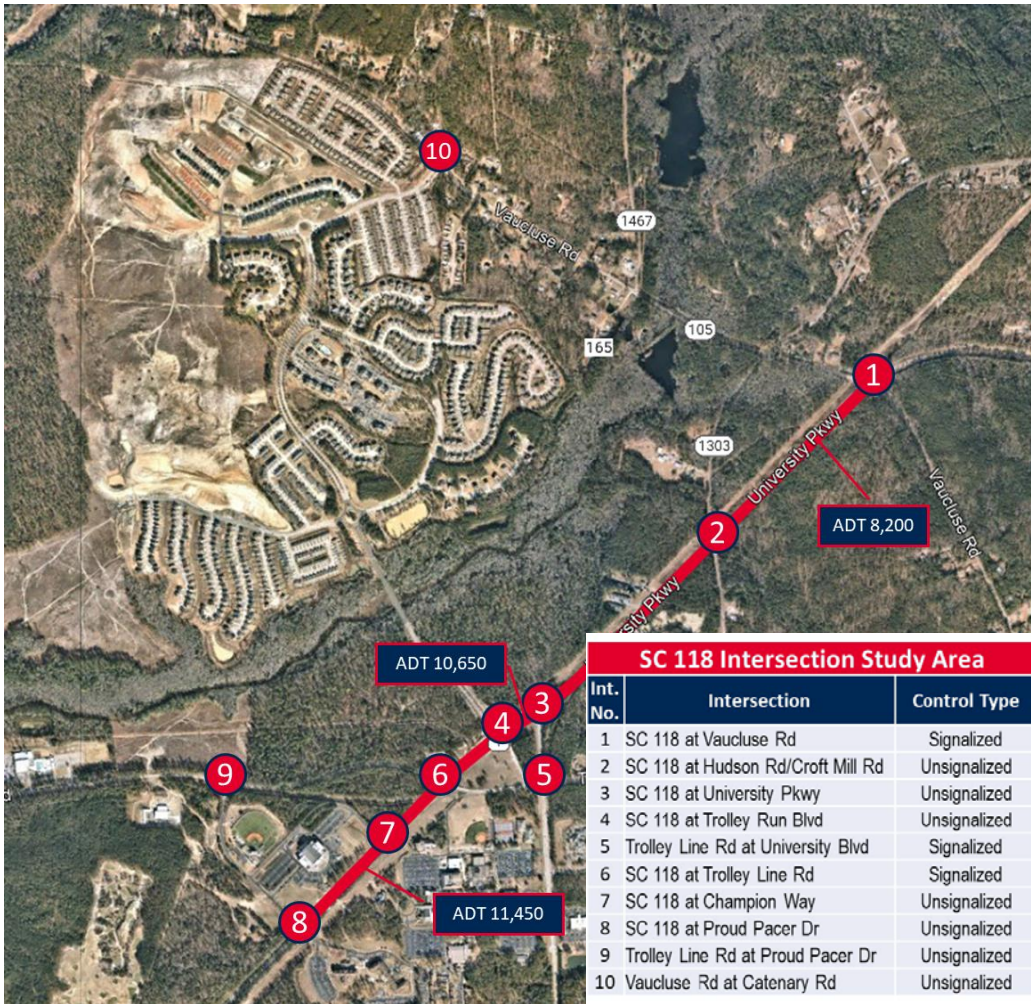 10
Vaucluse Rd
1467
105
165
1
University Pkwy
1303
ADT 8,200
Vaucluse Rd
2
sity Pkwy
ADT 10,650
3
4
9
6
5
7
ADT 11,450
8
d
SC 118 Intersection Study Area
Int. No. Intersection Control Type
1 SC 118 at Vaucluse Rd Signalized
2 SC 118 at Hudson Rd/Croft Mill Rd Unsignalized
3 SC 118 at University Pkwy Unsignalized
4 SC 118 at Trolley Run Blvd Unsignalized
5 Trolley Line Rd at University Blvd Signalized
6 SC 118 at Trolley Line Rd Signalized
7 SC 118 at Champion Way Unsignalized
8 SC 118 at Proud Pacer Dr Unsignalized
9 Trolley Line Rd at Proud Pacer Dr Unsignalized
10 Vaucluse Rd at Catenary Rd Unsignalized